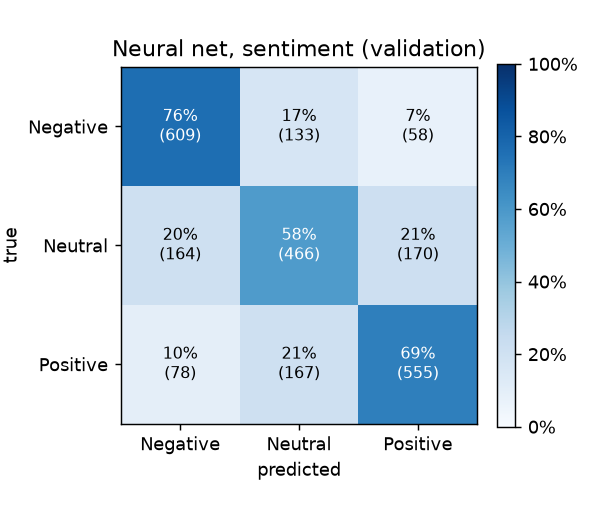 Neural net, sentiment (validation)
true
Negative
76%
(609)
17%
(133)
7%
(58)
Neutral
20%
(164)
58%
(466)
21%
(170)
Positive
10%
(78)
21%
(167)
69%
(555)
Negative
Neutral
Positive
predicted
100%
80%
60%
40%
20%
0%